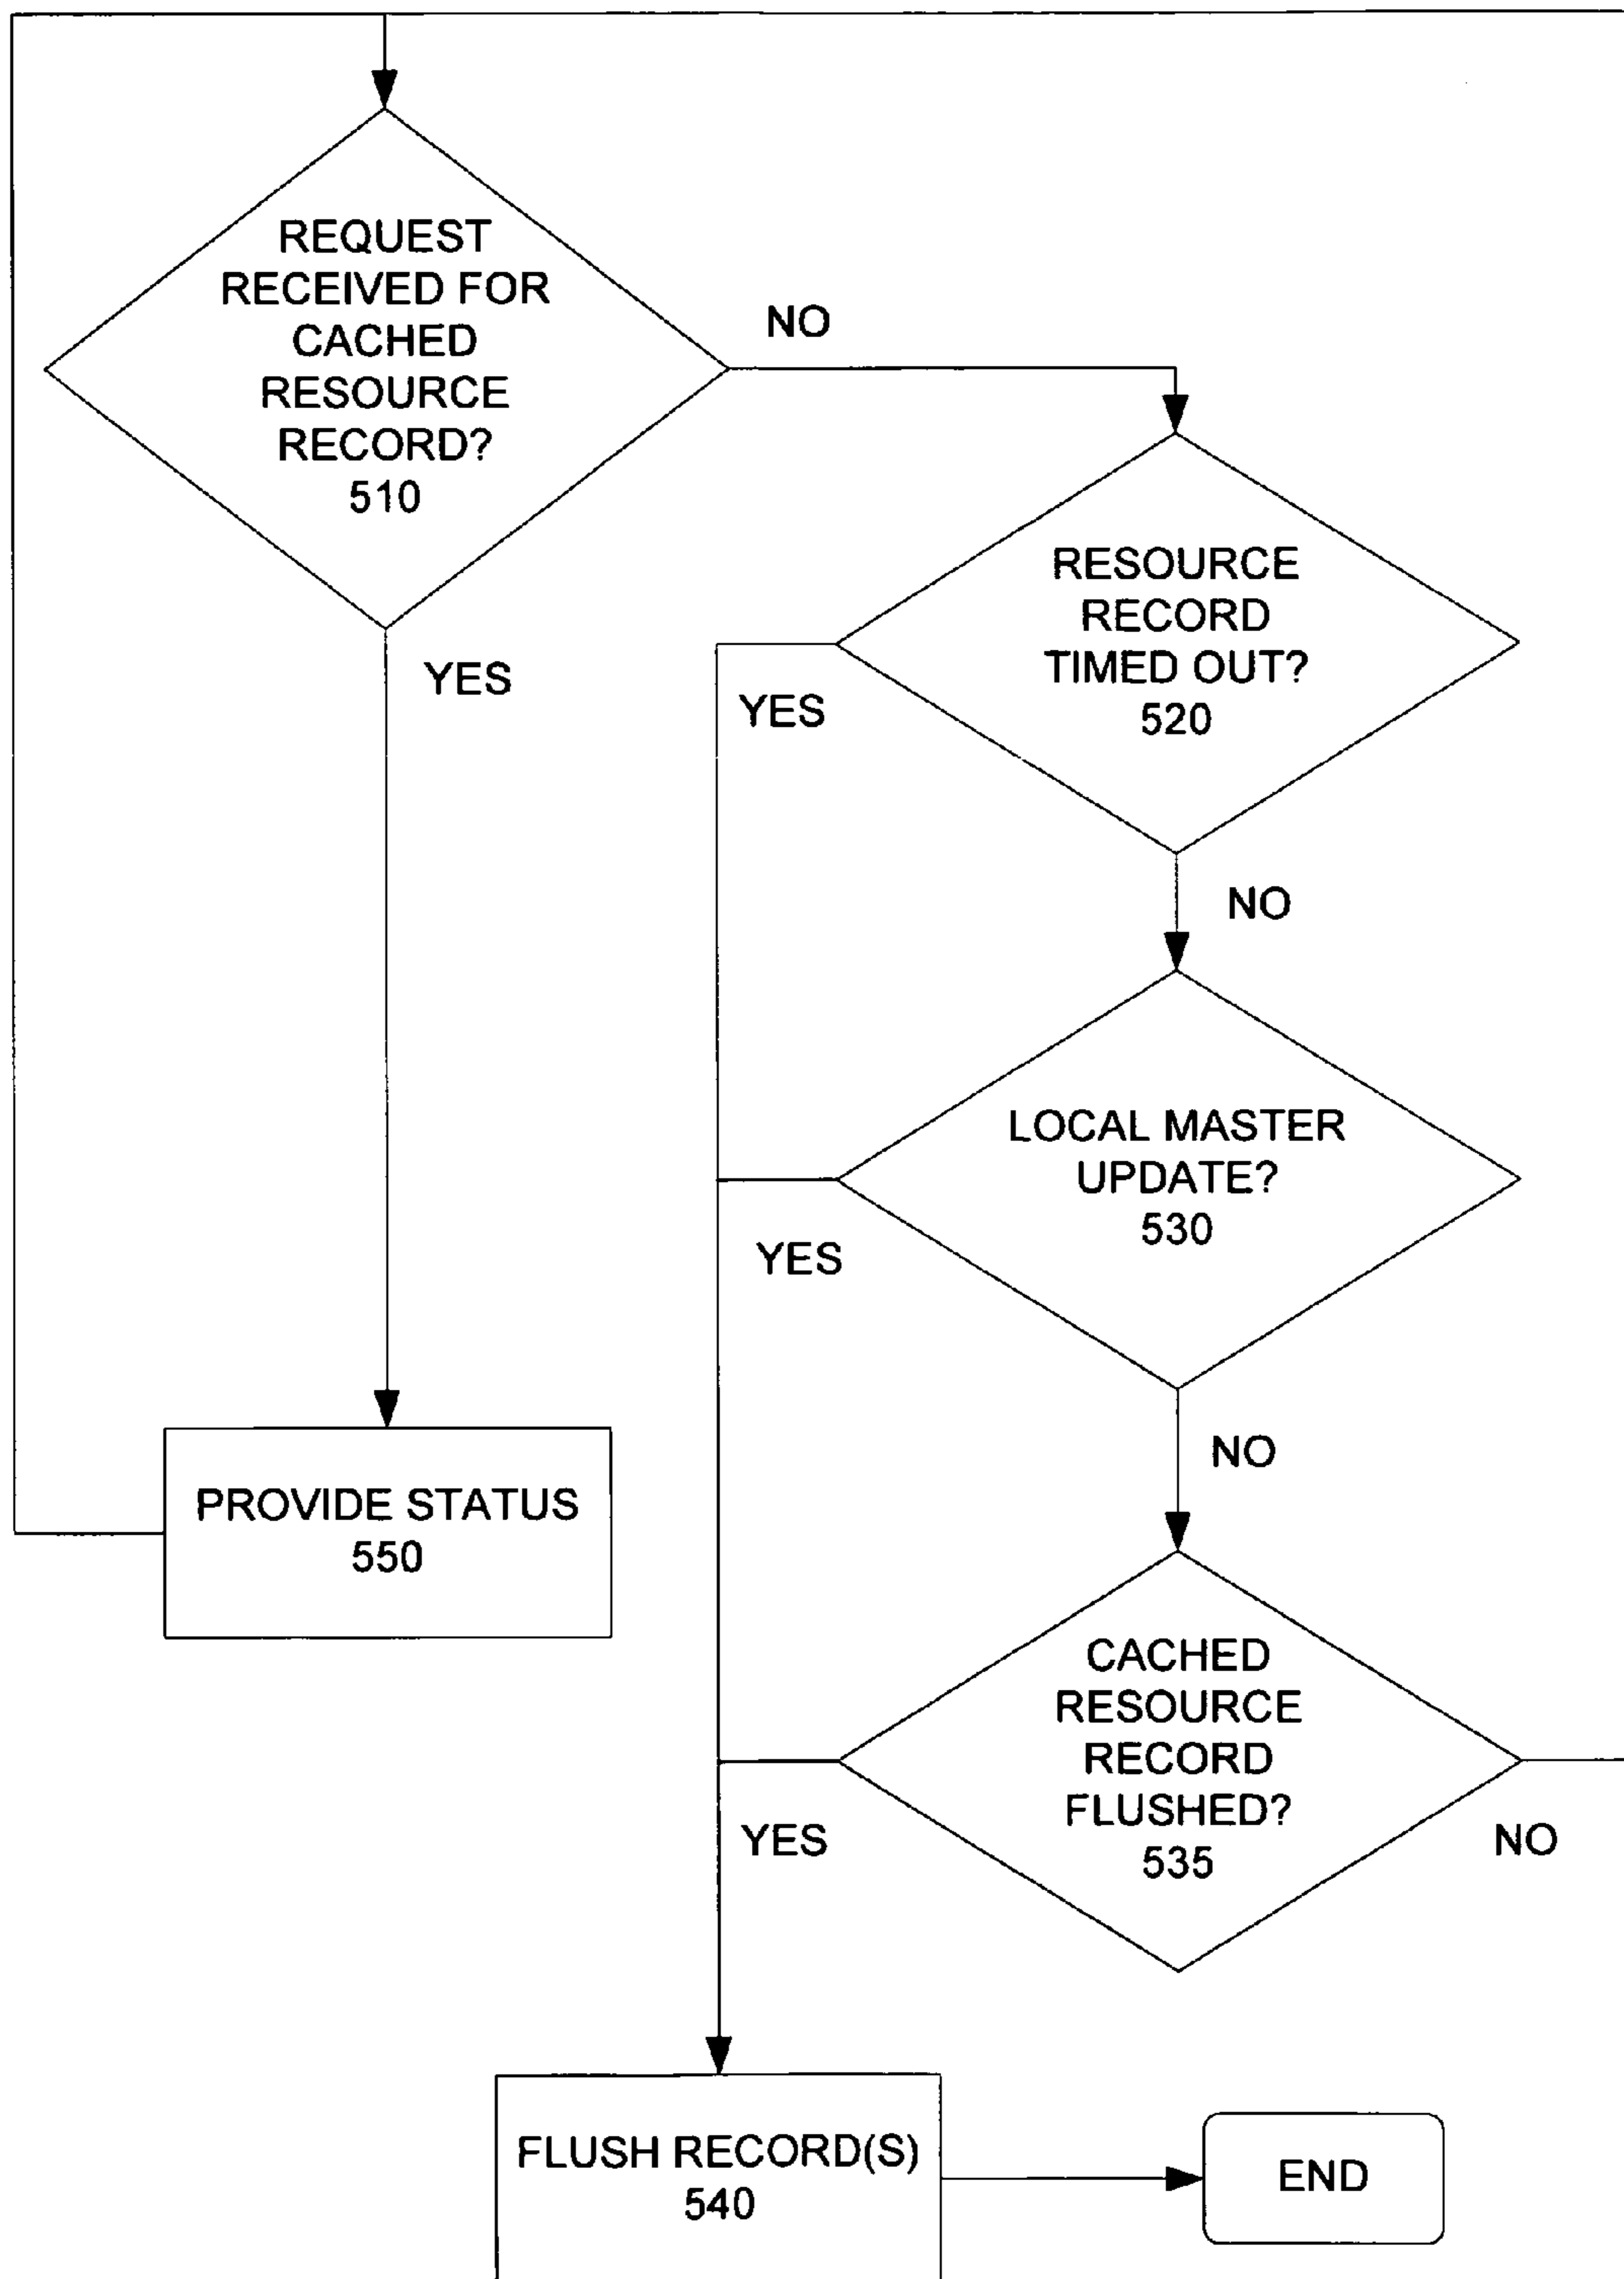 REQUEST
RECEIVED FOR
CACHED
RESOURCE
RECORD?
510
NO
YES
RESOURCE
RECORD
TIMED OUT?
520
YES
NO
LOCAL MASTER
UPDATE?
530
YES
NO
PROVIDE STATUS
550
CACHED
RESOURCE
RECORD
FLUSHED?
535
YES
NO
FLUSH RECORD(S)
540
END